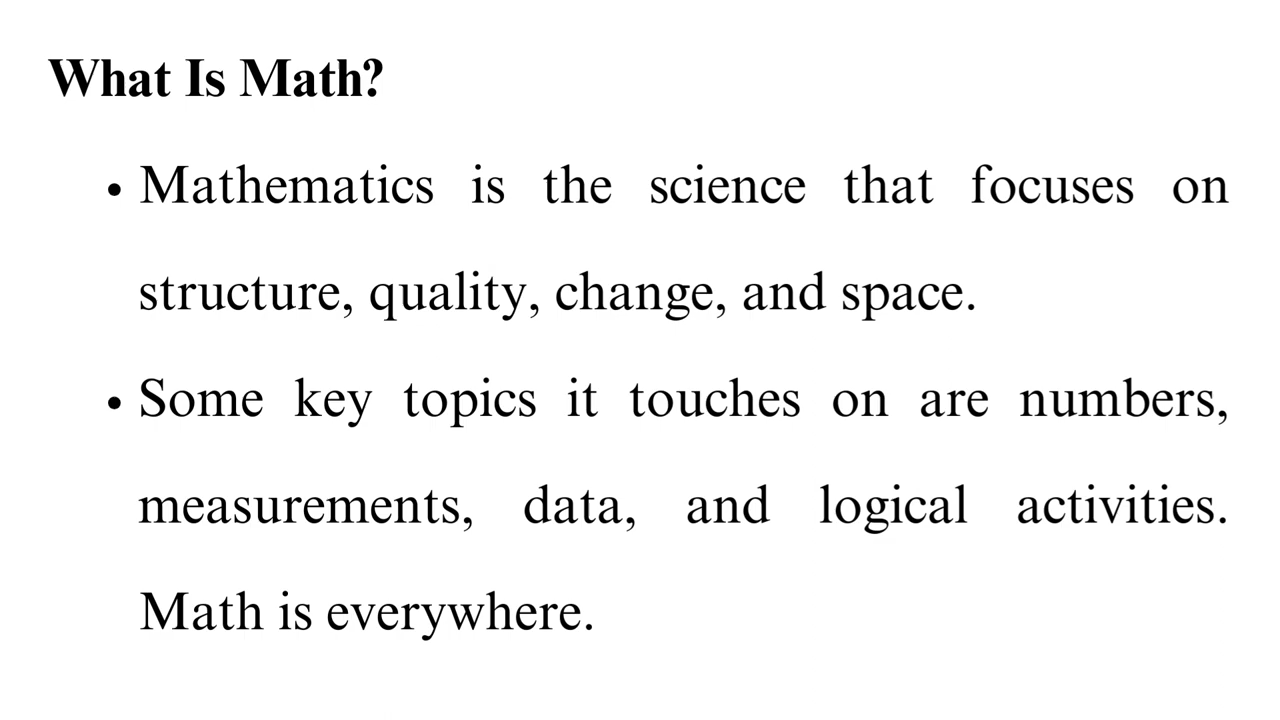 What Is Math?
• Mathematics is the science that focuses on
structure, quality, change, and space.
• Some key topics it touches on are numbers,
measurements, data, and logical activities.
Math is everywhere.